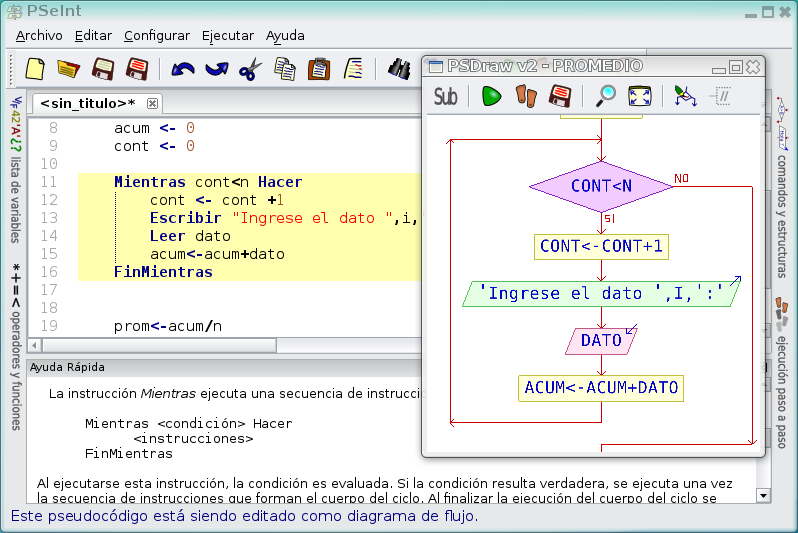 PSeInt
Archivo Editar Configurar Ejecutar Ayuda
<sin_titulo>*
8 acum <- 0
9 cont <- 0
10
11 Mientras cont<n Hacer
12 cont <- cont +1
13 Escribir "Ingrese el dato ",i,
14 Leer dato
15 acum<-acum+dato
16 FinMientras
17
18
19 prom<-acum/n
42 'A' ¿? lista de variables
* + = < operadores y funciones
Ayuda Rápida
La instrucción Mientras ejecuta una secuencia de instrucci
Mientras <condición> Hacer
<instrucciones>
FinMientras
Al ejecutarse esta instrucción, la condición es evaluada. Si la condición resulta verdadera, se ejecuta una vez
la secuencia de instrucciones que forman el cuerpo del ciclo. Al finalizar la ejecución del cuerpo del ciclo se
Este pseudocódigo está siendo editado como diagrama de flujo.
PSDraw v2 - PROMEDIO
Sub
CONT<N
NO
SI
CONT<-CONT+1
'Ingrese el dato ',I,':'
DATO
ACUM<-ACUM+DATO
comandos y estructuras
ejecución paso a paso